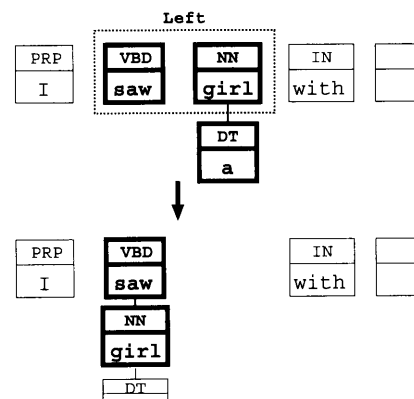 Left
PRP VBD NN IN
I saw girl with
DT
a
PRP VBD IN
I saw with
NN
girl
DT